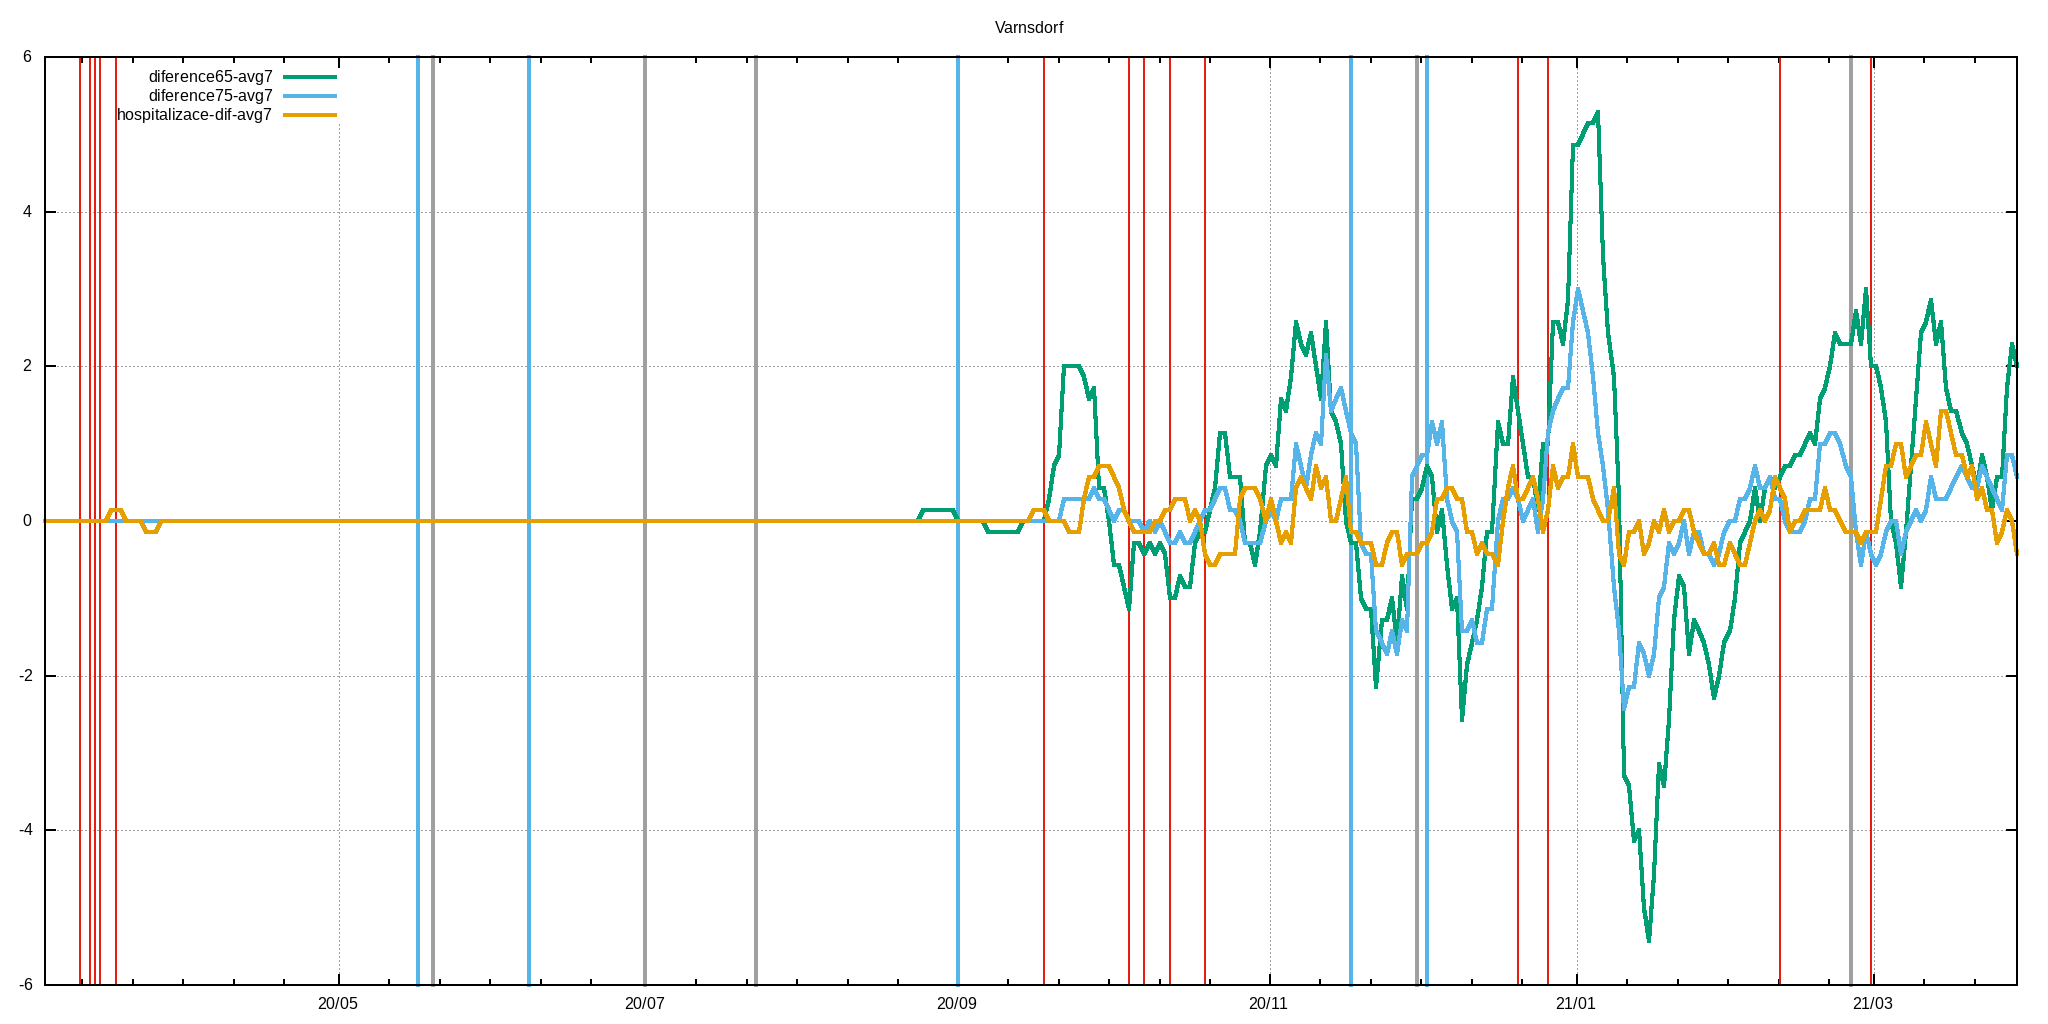 Varnsdorf
6
diference65-avg7
diference75-avg7
hospitalizace-dif-avg7
4
2
0
-2
-4
-6
20/05 20/07 20/09 20/11 21/01 21/03